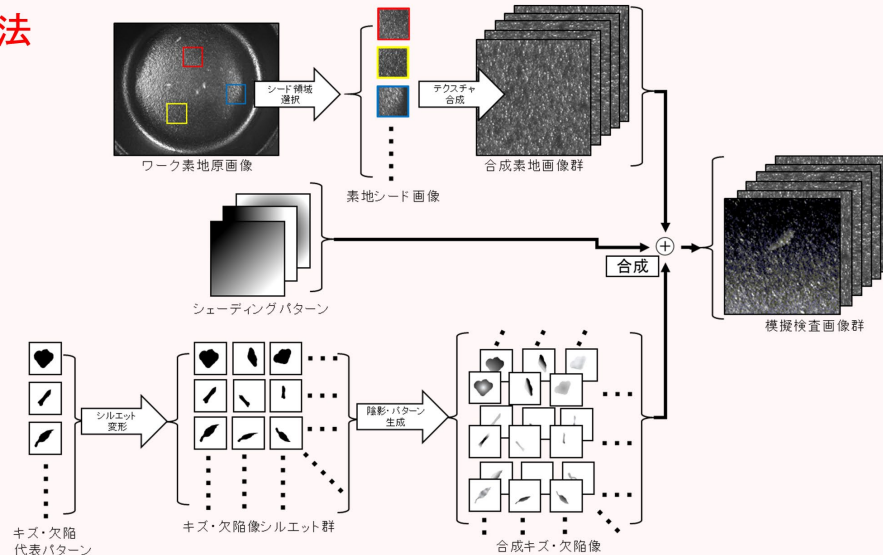 法
シード領域
選択
テクスチャ
合成
ワーク素地原画像
素地シード画像
合成素地画像群
シェーディングパターン
合成
模擬検査画像群
シルエット
変形
陰影・パターン
生成
キズ・欠陥
代表パターン
キズ・欠陥像シルエット群
合成キズ・欠陥像